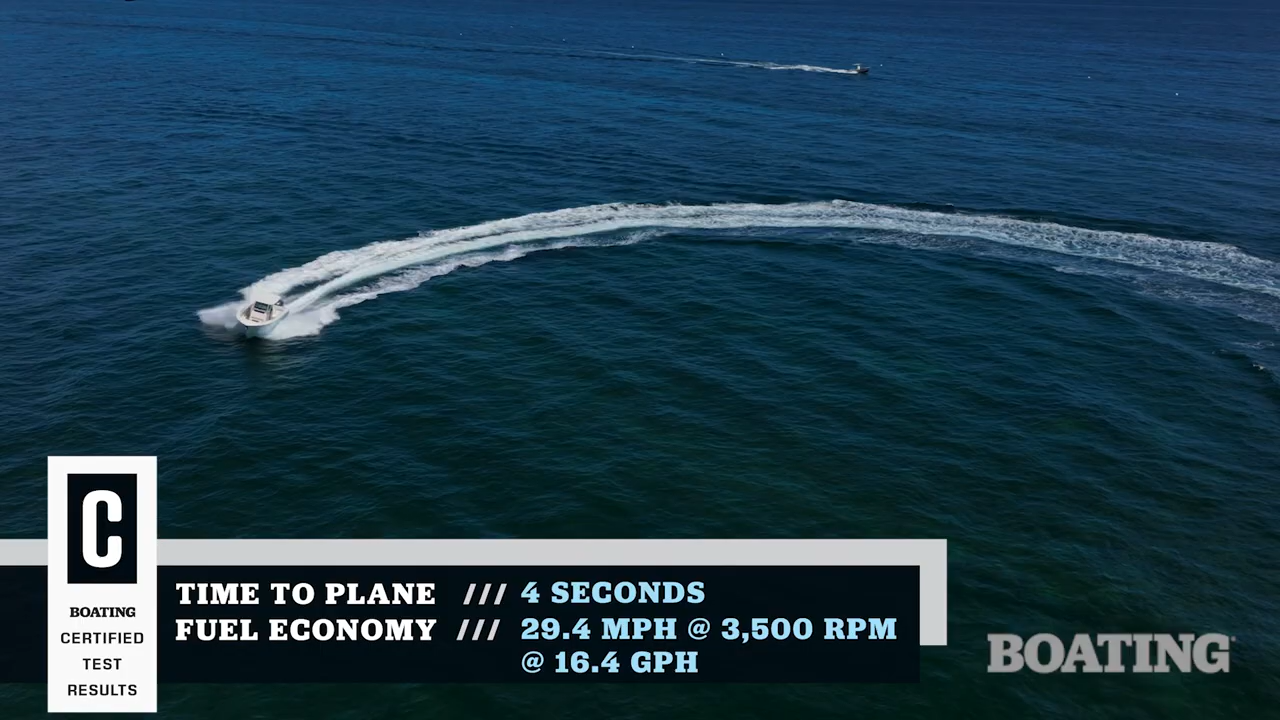 C
BOATING
CERTIFIED
TEST
RESULTS
TIME TO PLANE /// 4 SECONDS
FUEL ECONOMY /// 29.4 MPH @ 3,500 RPM
@ 16.4 GPH
BOATING